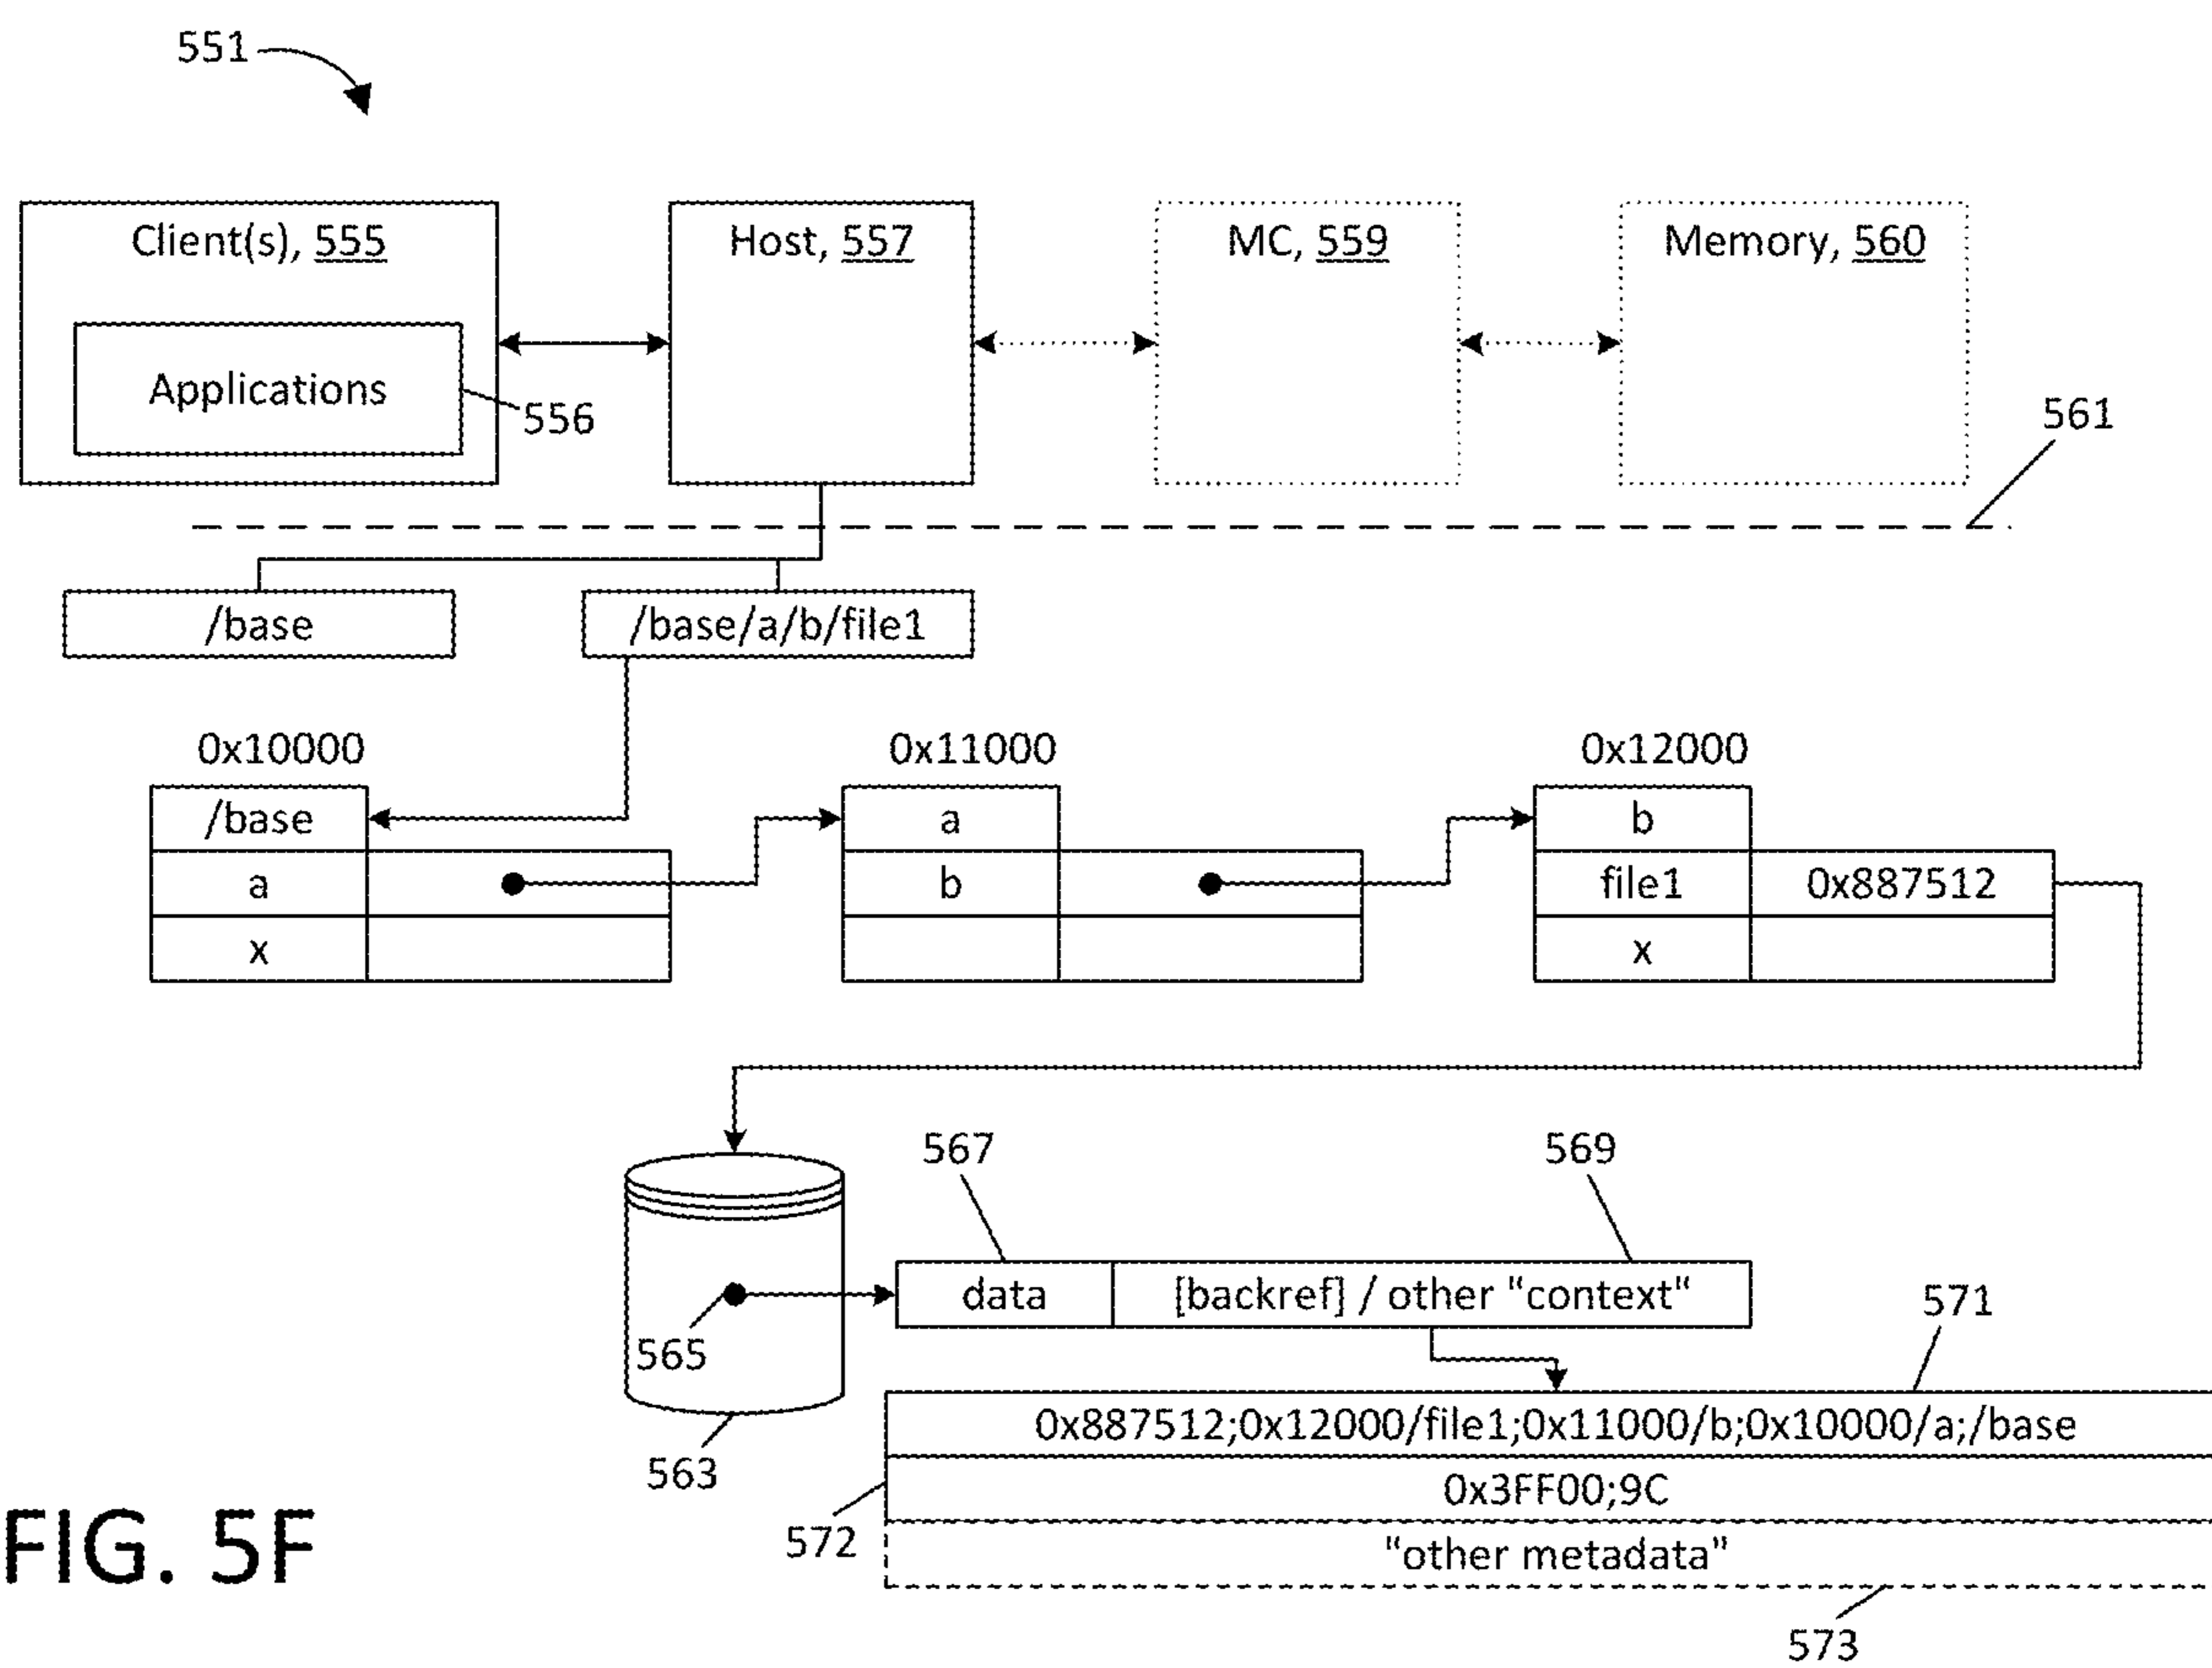 551
Client(s), 555
Host, 557
MC, 559
Memory, 560
Applications
556
561
/base
/base/a/b/file1
0x10000
0x11000
0x12000
/base
a
b
a
b
file1
0x887512
x
x
567
569
data
[backref] / other "context"
565
571
563
0x887512;0x12000/file1;0x11000/b;0x10000/a;/base
572
0x3FF00;9C
"other metadata"
573
FIG. 5F